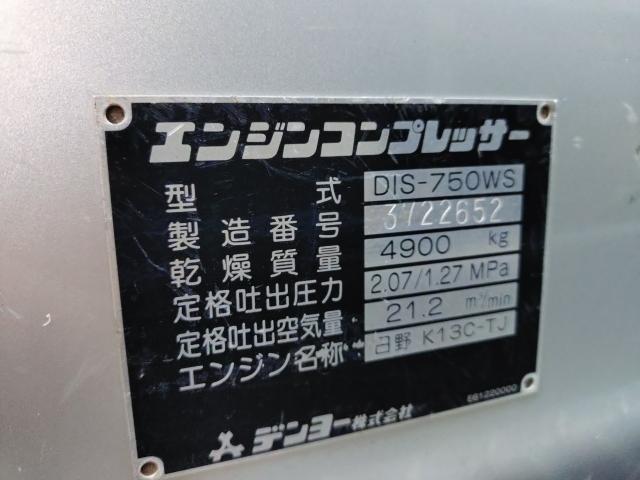 エンジンコンプレッサー
型式 DIS-750WS
製造番号 3722652
乾燥質量 4900 kg
定格吐出圧力 2.07/1.27 MPa
定格吐出空気量 21.2 m³/min
エンジン名称 日野 K13C-TJ
E61220000
デンヨー株式会社